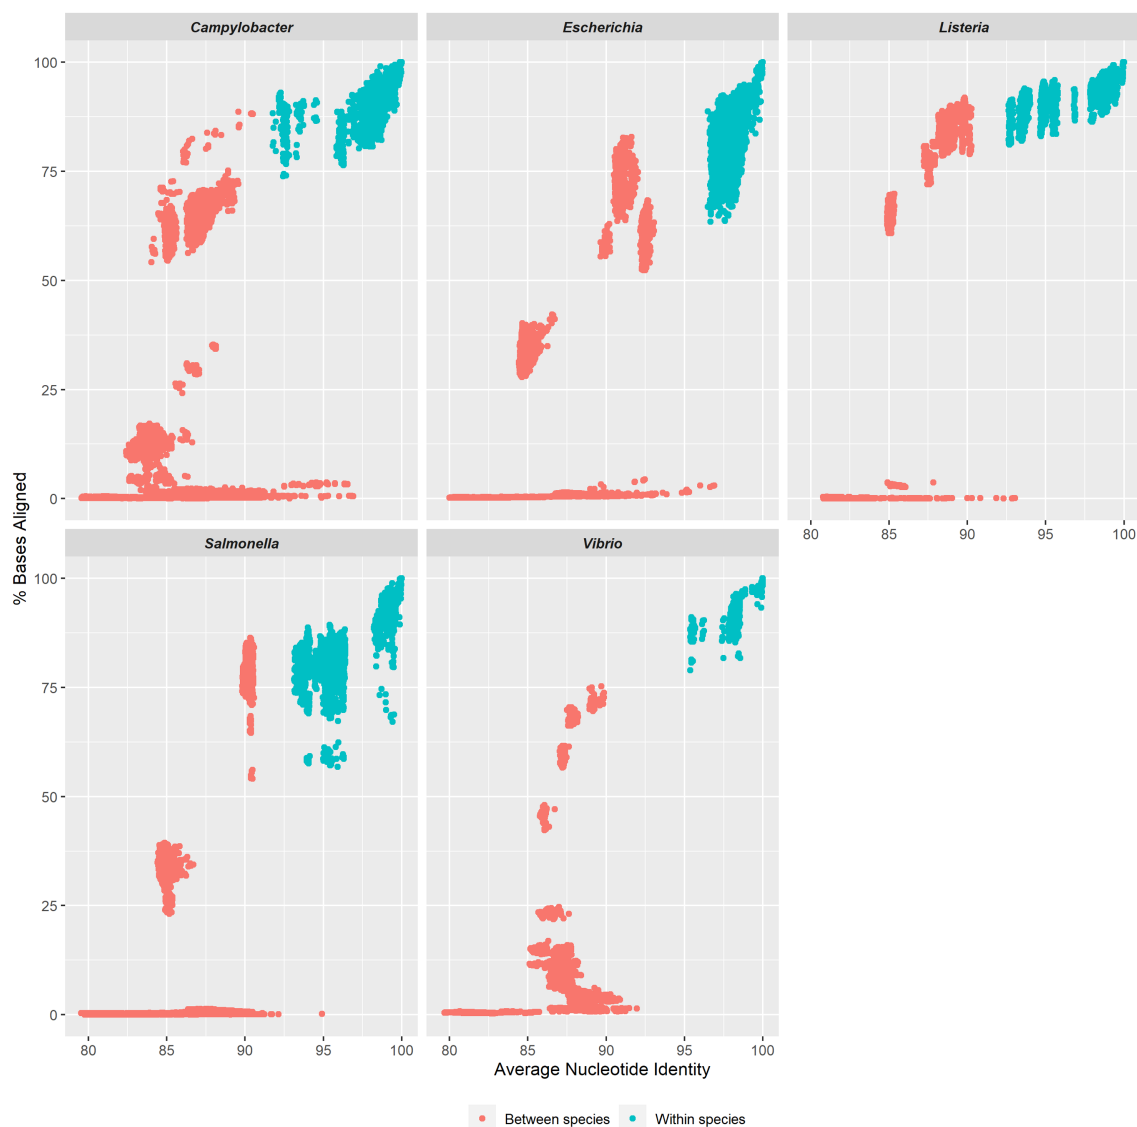 Campylobacter Escherichia Listeria
100
75
50
25
0
80 85 90 95 100
Salmonella Vibrio
100
75
50
25
0
80 85 90 95 100 80 85 90 95 100
% Bases Aligned
Average Nucleotide Identity
Between species Within species